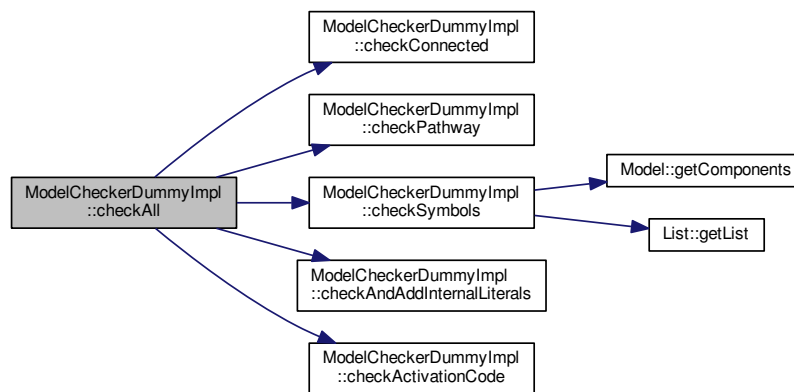 ModelCheckerDummyImpl
::checkConnected
ModelCheckerDummyImpl
::checkPathway
ModelCheckerDummyImpl
::checkAll
ModelCheckerDummyImpl
::checkSymbols
Model::getComponents
List::getList
ModelCheckerDummyImpl
::checkAndAddInternalLiterals
ModelCheckerDummyImpl
::checkActivationCode